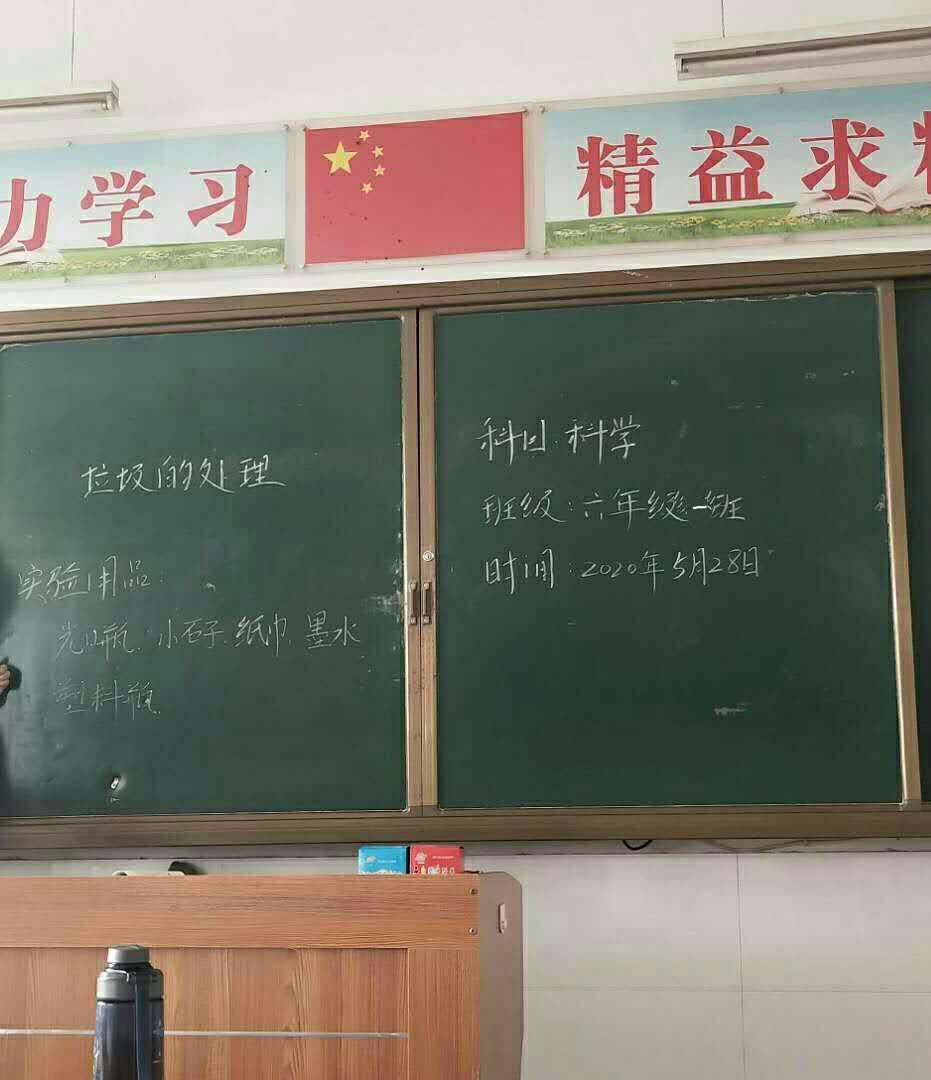 力学习
精益求精
垃圾的处理
实验用品:
瓶、小石子、纸巾、墨水
塑料瓶
科目:科学
班级:六年级一班
时间:2020年5月28日